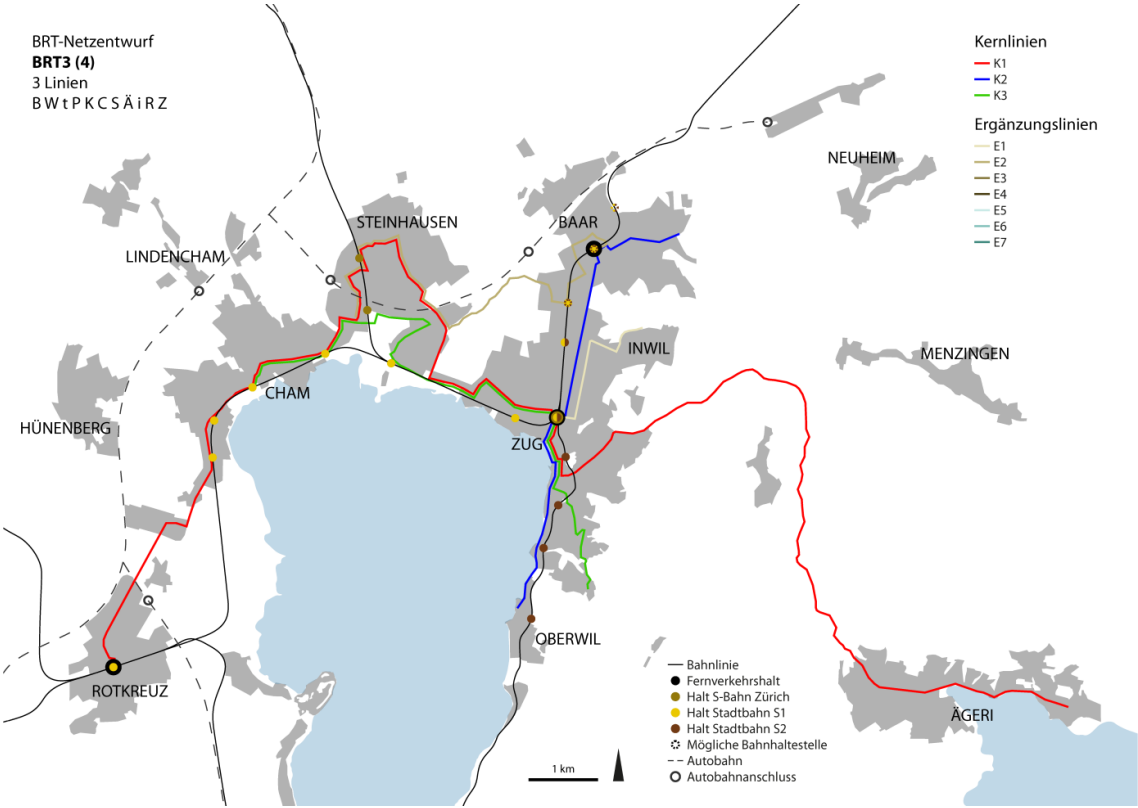 BRT-Netzentwurf
BRT3 (4)
3 Linien
B W t P K C S Ä i R Z
Kernlinien
K1
K2
K3
Ergänzungslinien
E1
E2
E3
E4
E5
E6
E7
NEUHEIM
STEINHAUSEN
BAAR
LINDENCHAM
INWIL
MENZINGEN
CHAM
HÜNENBERG
ZUG
OBERWIL
ROTKREUZ
ÄGERI
Bahnlinie
Fernverkehrshalt
Halt S-Bahn Zürich
Halt Stadtbahn S1
Halt Stadtbahn S2
Mögliche Bahnhaltestelle
Autobahn
Autobahnanschluss
1 km